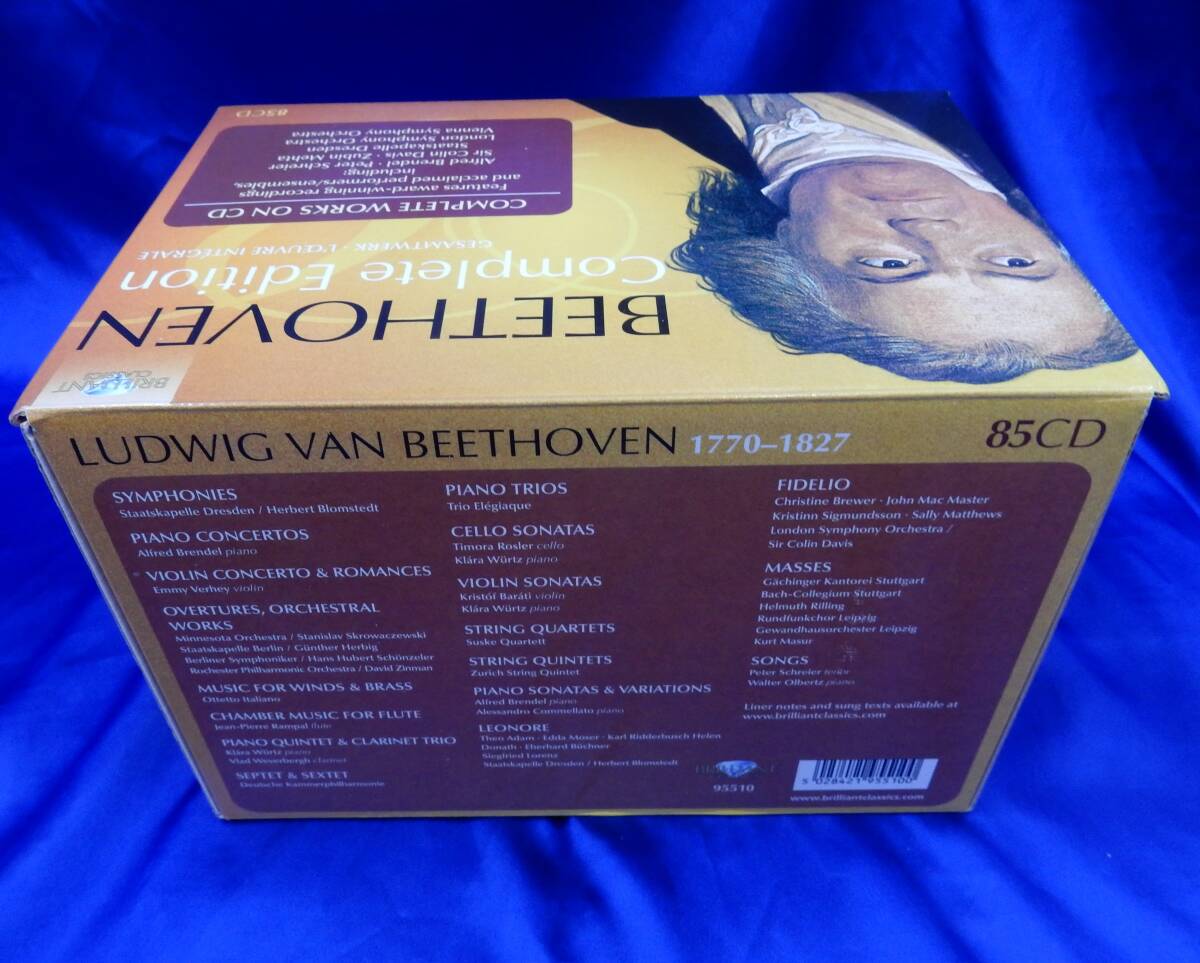 85CD
BEETHOVEN
Complete Edition
GESAMTWERK · L'ŒUVRE INTÉGRALE
COMPLETE WORKS ON CD
Features award-winning recordings
and acclaimed performers/ensembles,
including:
Alfred Brendel · Peter Schreier
Sir Colin Davis · Zubin Mehta
Staatskapelle Dresden
London Symphony Orchestra
Vienna Symphony Orchestra
BRILLIANT
CLASSICS
LUDWIG VAN BEETHOVEN 1770–1827
85CD
SYMPHONIES
Staatskapelle Dresden / Herbert Blomstedt
PIANO CONCERTOS
Alfred Brendel piano
VIOLIN CONCERTO & ROMANCES
Emmy Verhey violin
OVERTURES, ORCHESTRAL
WORKS
Minnesota Orchestra / Stanislav Skrowaczewski
Staatskapelle Berlin / Günther Herbig
Berliner Symphoniker / Hans Hubert Schönzeler
Rochester Philharmonic Orchestra / David Zinman
MUSIC FOR WINDS & BRASS
Ottetto Italiano
CHAMBER MUSIC FOR FLUTE
Jean-Pierre Rampal flute
PIANO QUINTET & CLARINET TRIO
Klára Würtz piano
Vlad Weverbergh clarinet
SEPTET & SEXTET
Deutsche Kammerphilharmonie
PIANO TRIOS
Trio Elégiaque
CELLO SONATAS
Timora Rosler cello
Klára Würtz piano
VIOLIN SONATAS
Kristóf Baráti violin
Klára Würtz piano
STRING QUARTETS
Suske Quartett
STRING QUINTETS
Zurich String Quintet
PIANO SONATAS & VARIATIONS
Alfred Brendel piano
Alessandro Commellato piano
LEONORE
Theo Adam · Edda Moser · Karl Ridderbusch Helen
Donath · Eberhard Büchner
Siegfried Lorenz
Staatskapelle Dresden / Herbert Blomstedt
FIDELIO
Christine Brewer · John Mac Master
Kristinn Sigmundsson · Sally Matthews
London Symphony Orchestra /
Sir Colin Davis
MASSES
Gächinger Kantorei Stuttgart
Bach-Collegium Stuttgart
Helmuth Rilling
Rundfunkchor Leipzig
Gewandhausorchester Leipzig
Kurt Masur
SONGS
Peter Schreier tenor
Walter Olbertz piano
Liner notes and sung texts available at
www.brilliantclassics.com
BRILLIANT
95510
5 028421 955100
www.brilliantclassics.com